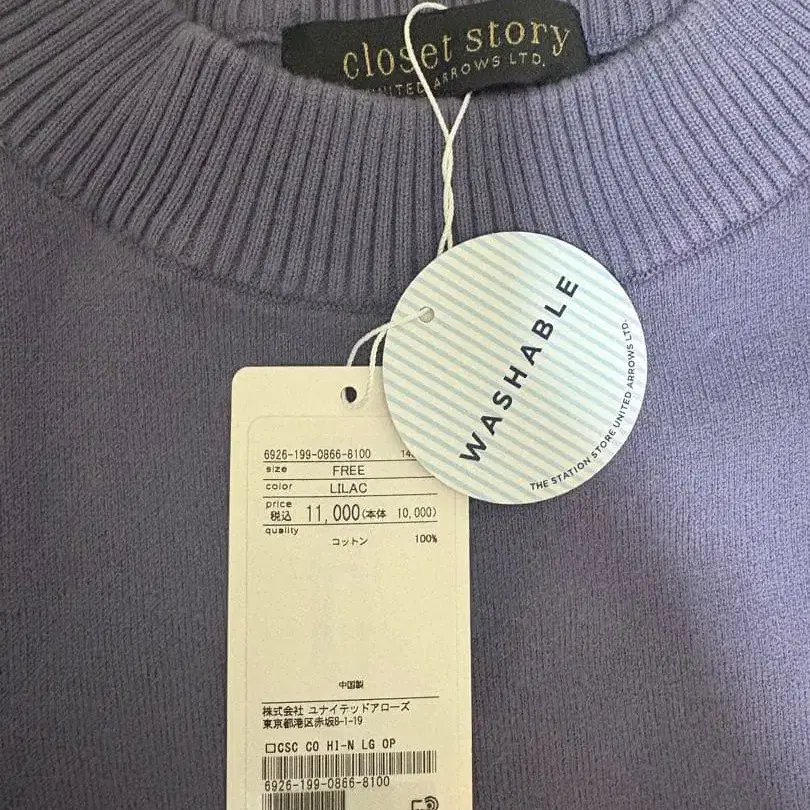 closet story
UNITED ARROWS LTD.
WASHABLE
THE STATION STORE UNITED ARROWS LTD.
6926-199-0866-8100
size FREE
color LILAC
price
税込 11,000(本体 10,000)
quality
コットン 100%
中国製
株式会社 ユナイテッドアローズ
東京都港区赤坂8-1-19
□CSC CO HI-N LG OP
6926-199-0866-8100